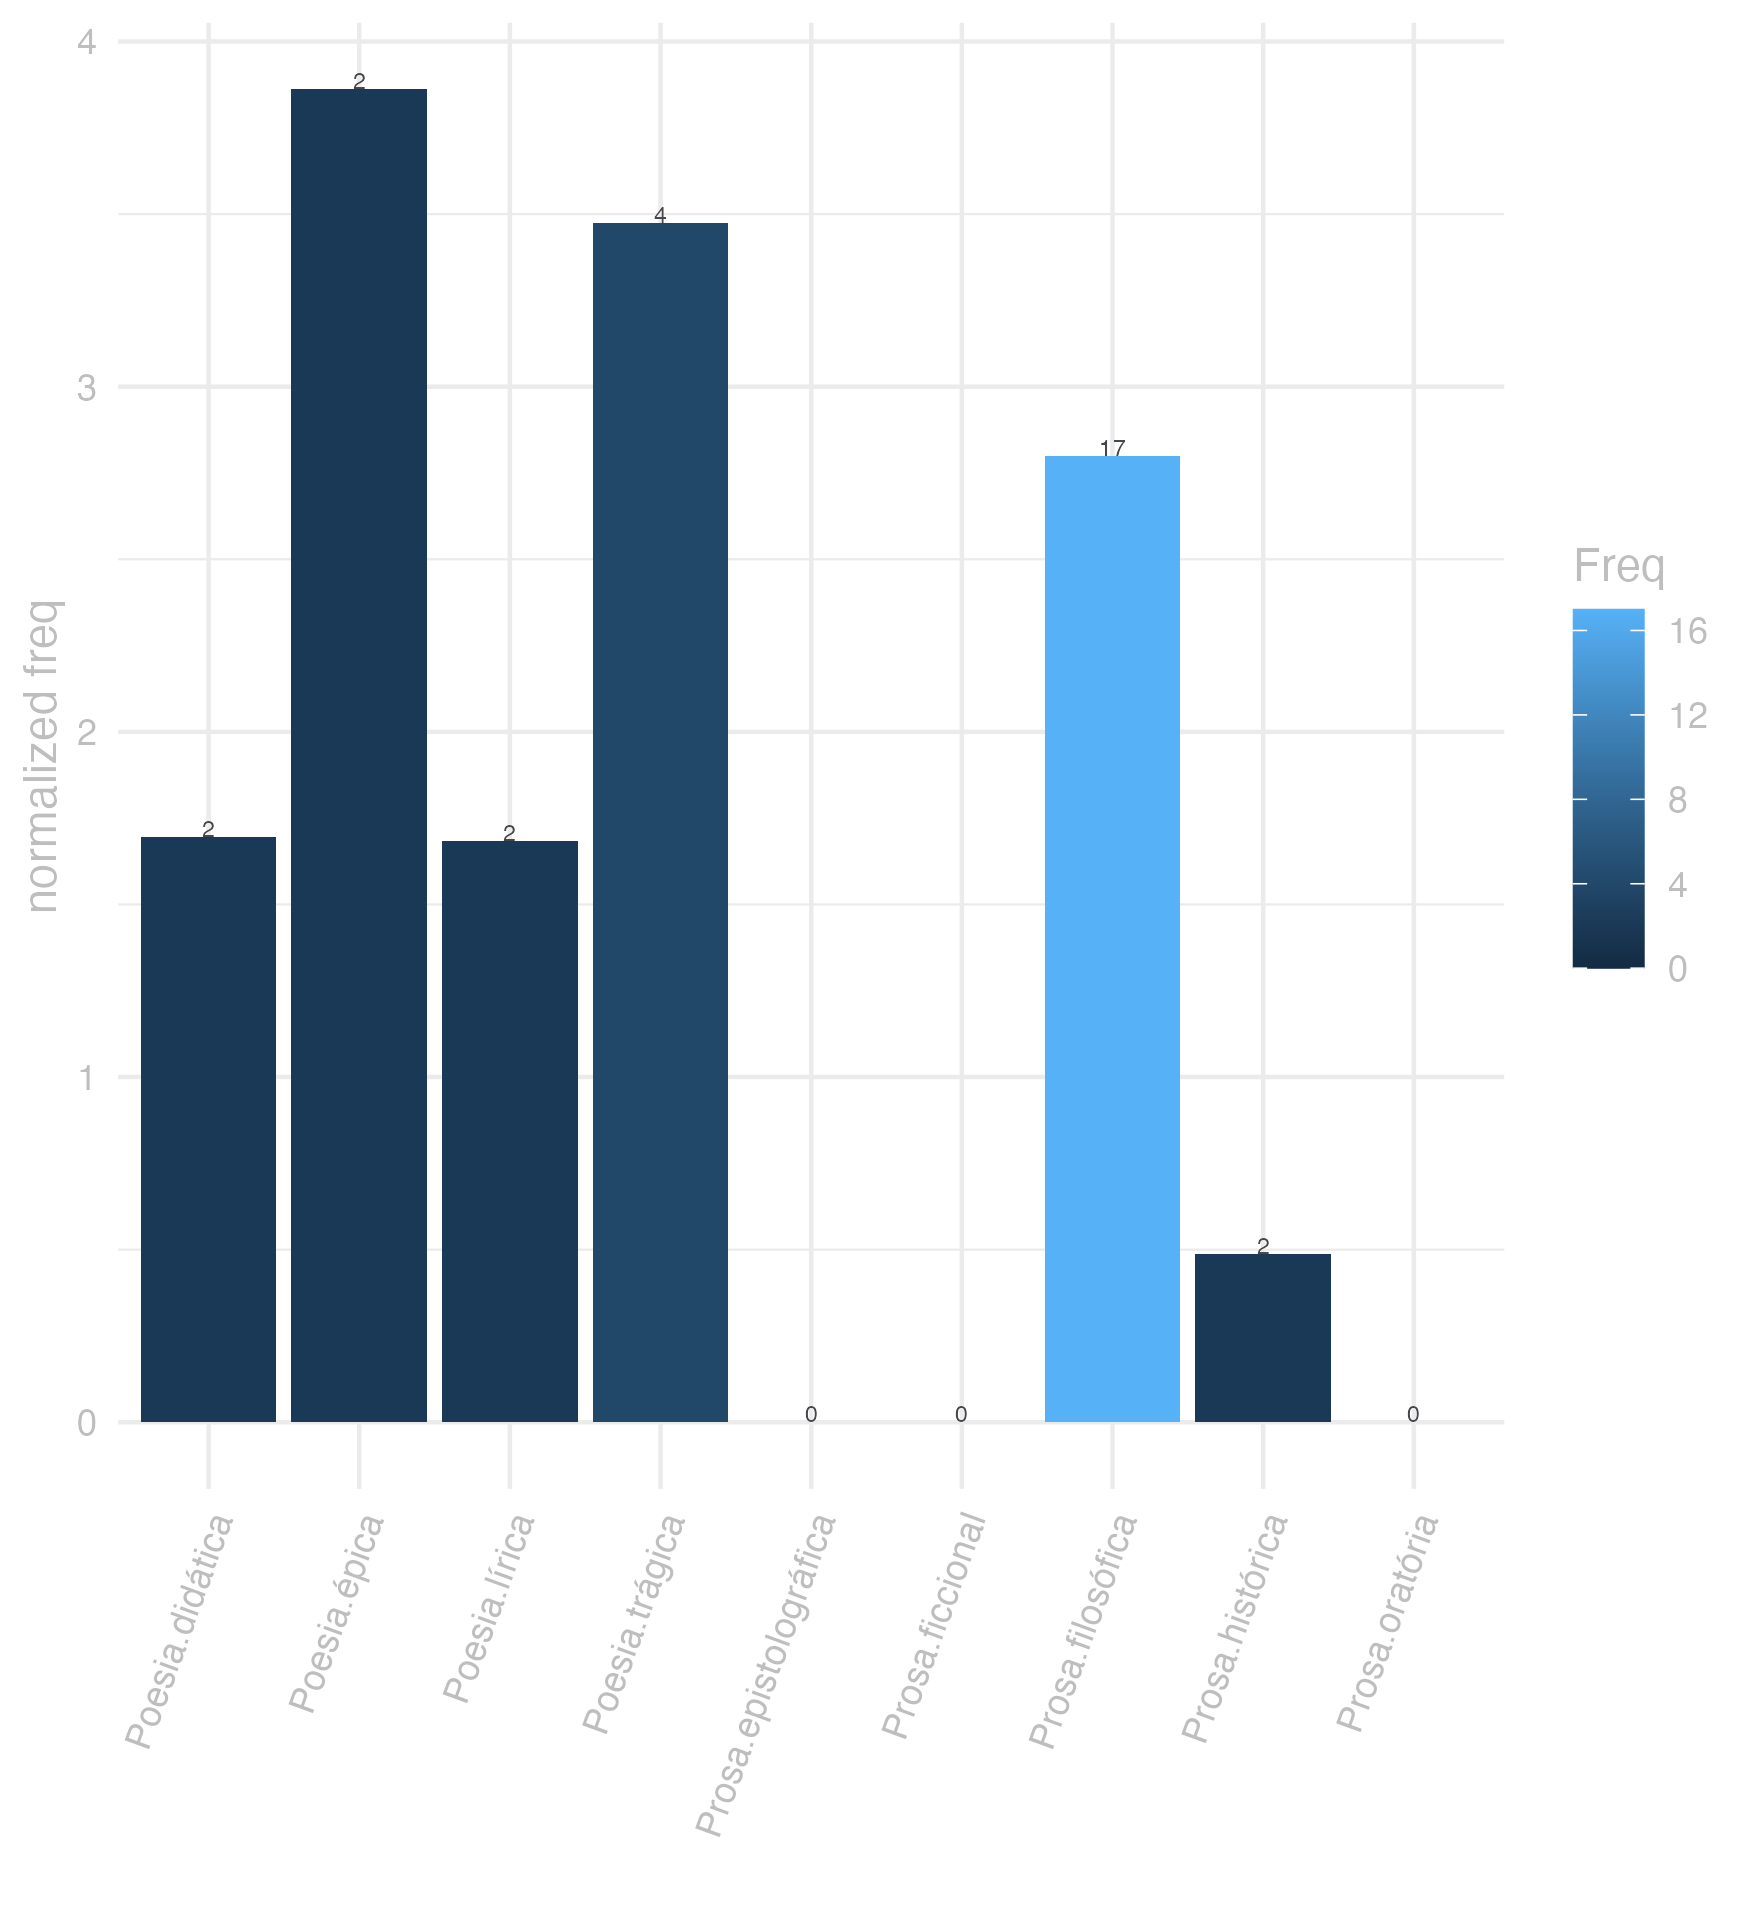 normalized freq
4
3
2
1
0
2
2
2
4
0
0
17
2
0
Poesia.didática
Poesia.épica
Poesia.lírica
Poesia.trágica
Prosa.epistolográfica
Prosa.ficcional
Prosa.filosófica
Prosa.histórica
Prosa.oratória
Freq
16
12
8
4
0